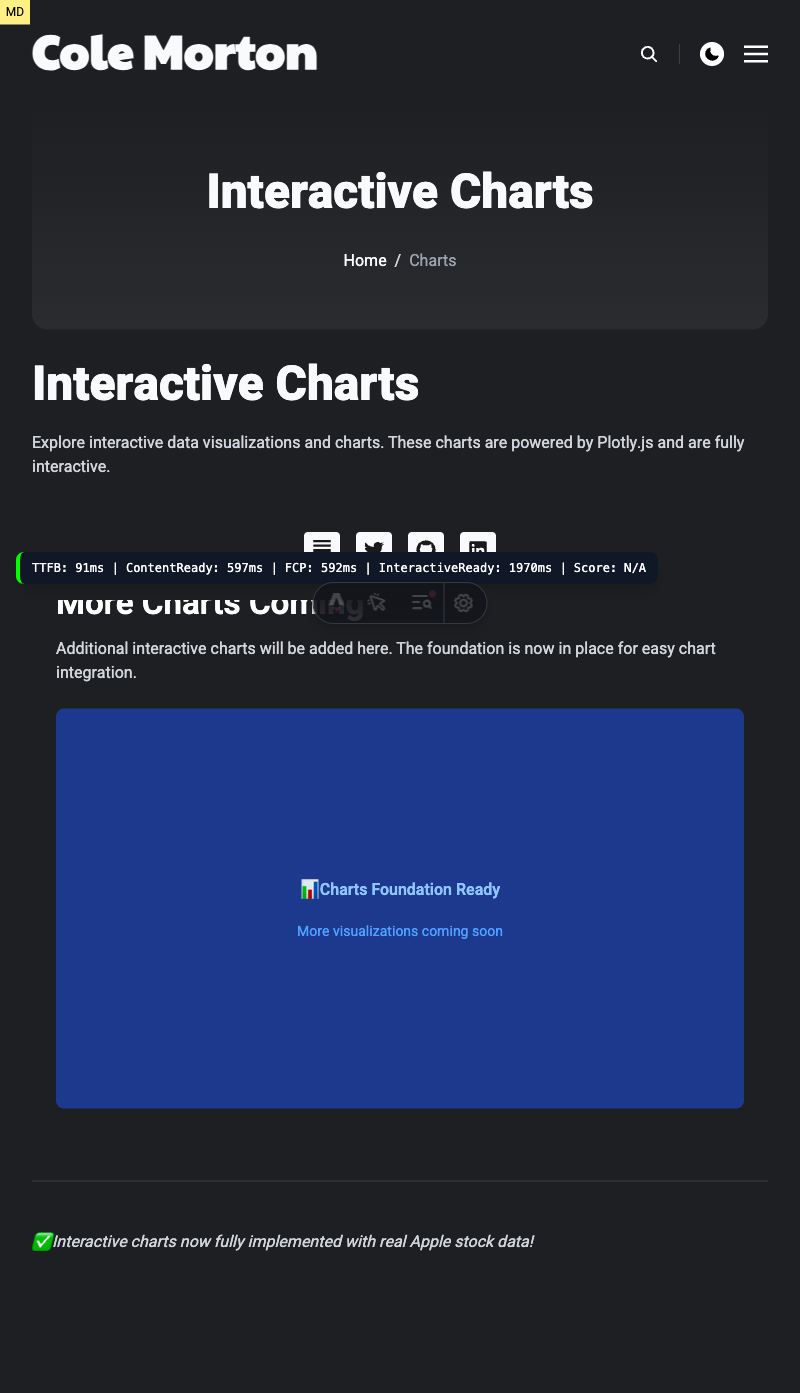 MD
Cole Morton
Interactive Charts
Home / Charts
Interactive Charts
Explore interactive data visualizations and charts. These charts are powered by Plotly.js and are fully
interactive.
TTFB: 91ms | ContentReady: 597ms | FCP: 592ms | InteractiveReady: 1970ms | Score: N/A
More Charts Coming
Additional interactive charts will be added here. The foundation is now in place for easy chart
integration.
📊Charts Foundation Ready
More visualizations coming soon
✅Interactive charts now fully implemented with real Apple stock data!